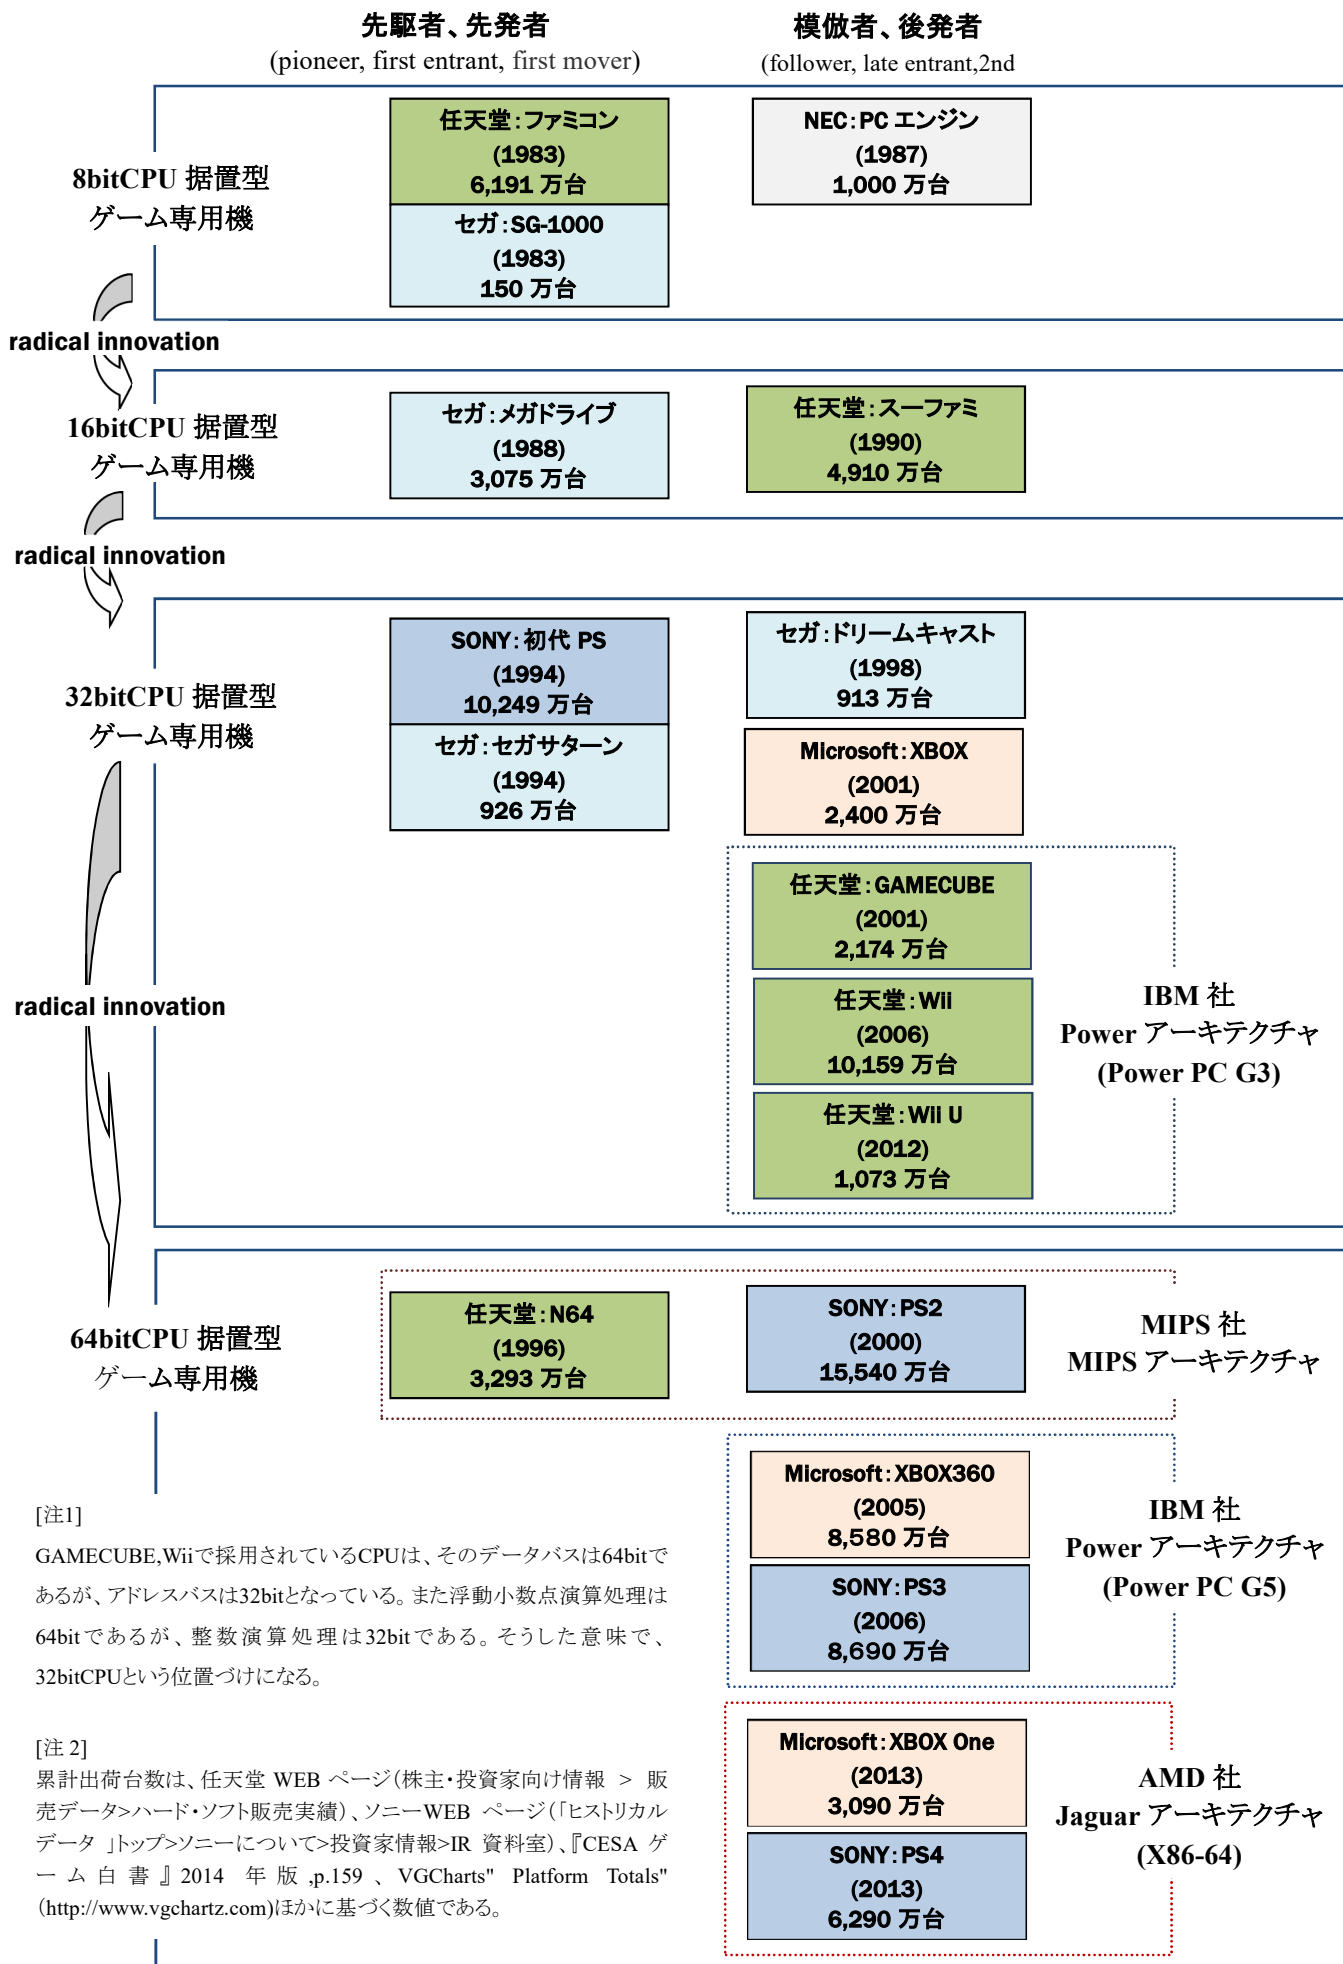 先駆者、先発者
(pioneer, first entrant, first mover)
模倣者、後発者
(follower, late entrant,2nd
8bitCPU 据置型
ゲーム専用機
任天堂：ファミコン
(1983)
6,191 万台
セガ：SG-1000
(1983)
150 万台
NEC：PC エンジン
(1987)
1,000 万台
radical innovation
16bitCPU 据置型
ゲーム専用機
セガ：メガドライブ
(1988)
3,075 万台
任天堂：スーファミ
(1990)
4,910 万台
radical innovation
32bitCPU 据置型
ゲーム専用機
SONY：初代 PS
(1994)
10,249 万台
セガ：セガサターン
(1994)
926 万台
セガ：ドリームキャスト
(1998)
913 万台
Microsoft：XBOX
(2001)
2,400 万台
任天堂：GAMECUBE
(2001)
2,174 万台
任天堂：Wii
(2006)
10,159 万台
任天堂：Wii U
(2012)
1,073 万台
IBM 社
Power アーキテクチャ
(Power PC G3)
radical innovation
64bitCPU 据置型
ゲーム専用機
任天堂：N64
(1996)
3,293 万台
SONY：PS2
(2000)
15,540 万台
MIPS 社
MIPS アーキテクチャ
Microsoft：XBOX360
(2005)
8,580 万台
SONY：PS3
(2006)
8,690 万台
IBM 社
Power アーキテクチャ
(Power PC G5)
Microsoft：XBOX One
(2013)
3,090 万台
SONY：PS4
(2013)
6,290 万台
AMD 社
Jaguar アーキテクチャ
(X86-64)
[注1]
GAMECUBE,Wiiで採用されているCPUは、そのデータバスは64bitで
あるが、アドレスバスは32bitとなっている。また浮動小数点演算処理は
64bitであるが、整数演算処理は32bitである。そうした意味で、
32bitCPUという位置づけになる。
[注 2]
累計出荷台数は、任天堂 WEB ページ（株主・投資家向け情報 > 販
売データ>ハード・ソフト販売実績）、ソニーWEB ページ（「ヒストリカル
データ 」トップ>ソニーについて>投資家情報>IR 資料室）、『CESA ゲ
ーム白書』2014 年版,p.159 、VGCharts" Platform Totals"
（http://www.vgchartz.com)ほかに基づく数値である。